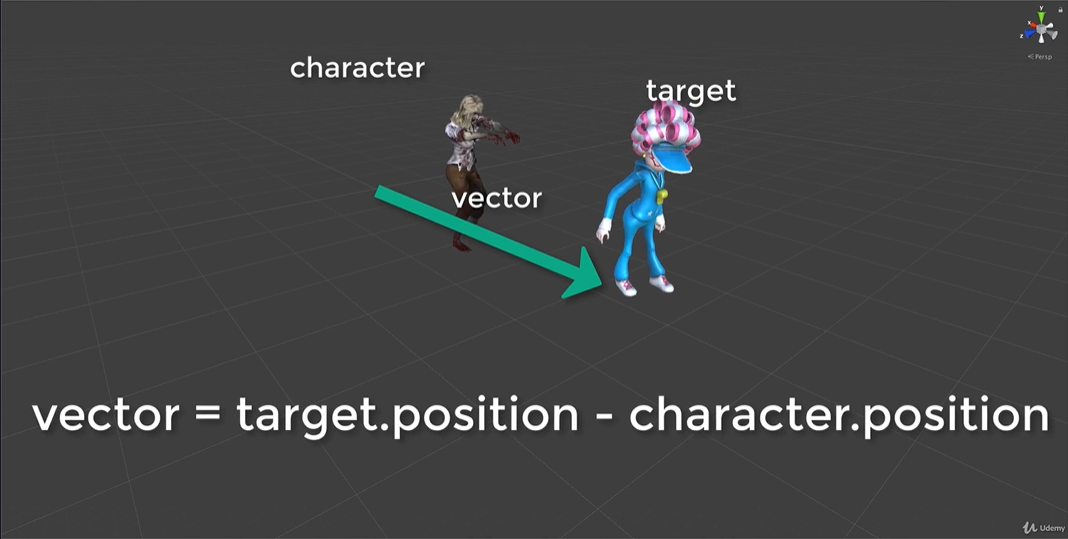 character
target
vector
vector = target.position - character.position
y
x
z
Persp
Udemy